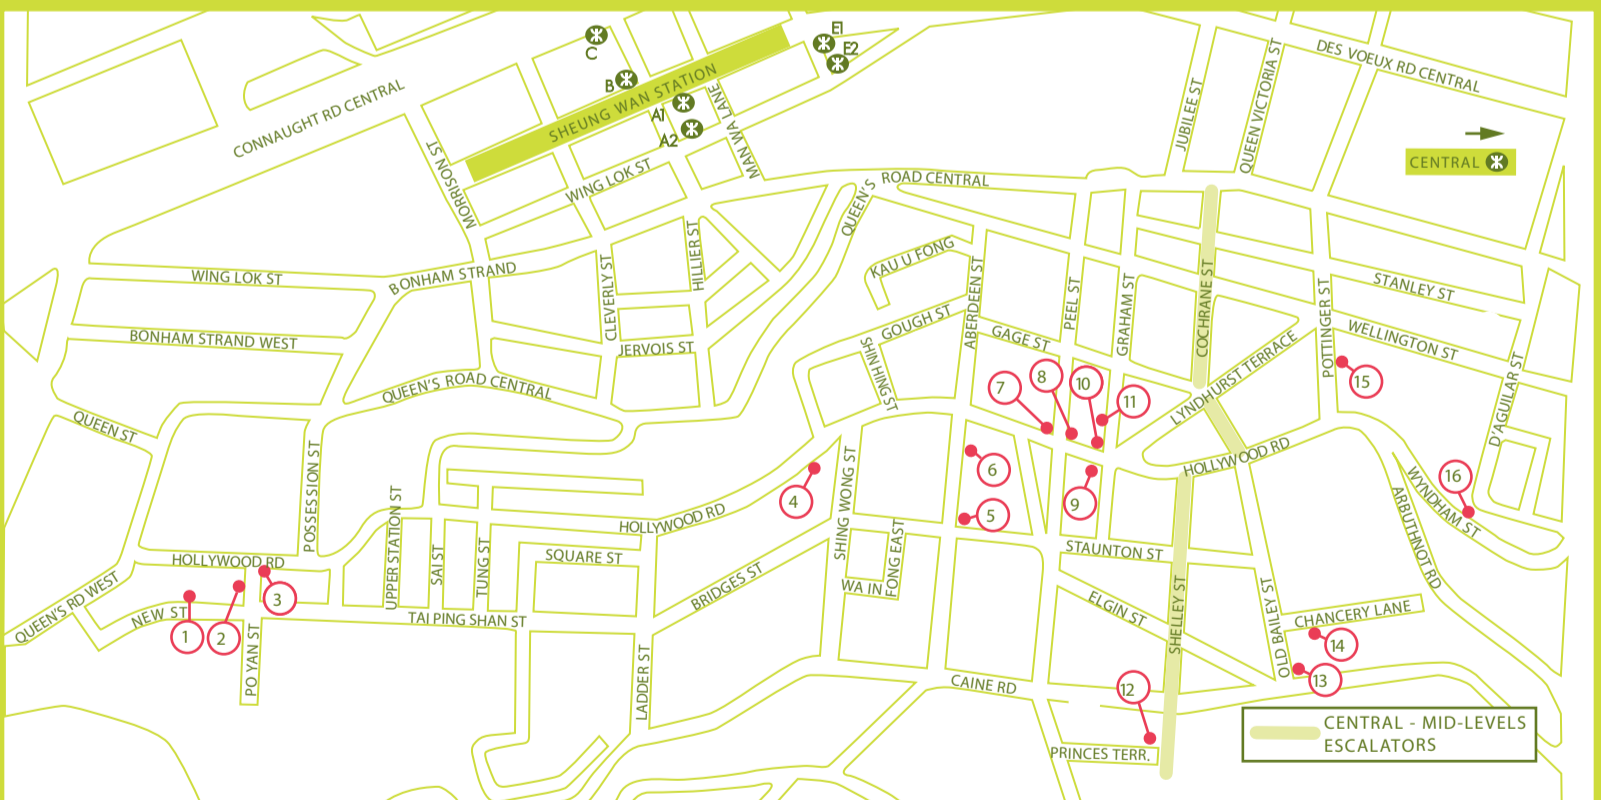 E1
C
E2
DES VOEUX RD CENTRAL
B
SHEUNG WAN STATION
CONNAUGHT RD CENTRAL
A1
A2
MAN WA LANE
JUBILEE ST
QUEEN VICTORIA ST
CENTRAL
MORRISON ST
WING LOK ST
QUEEN'S ROAD CENTRAL
HILLIER ST
KAU U FONG
WING LOK ST
BONHAM STRAND
CLEVERLY ST
ABERDEEN ST
PEEL ST
GRAHAM ST
COCHRANE ST
POTTINGER ST
STANLEY ST
GOUGH ST
GAGE ST
WELLINGTON ST
BONHAM STRAND WEST
JERVOIS ST
SHIN HING ST
LYNDHURST TERRACE
D'AGUILAR ST
QUEEN'S ROAD CENTRAL
7
8
10
11
15
QUEEN ST
POSSESSION ST
HOLLYWOOD RD
6
16
WYNDHAM ST
ARBUTHNOT RD
4
9
5
SHING WONG ST
HOLLYWOOD RD
UPPER STATION ST
SAI ST
TUNG ST
SQUARE ST
STAUNTON ST
HOLLYWOOD RD
WA IN FONG EAST
BRIDGES ST
QUEEN'S RD WEST
NEW ST
3
1
2
TAI PING SHAN ST
ELGIN ST
SHELLEY ST
OLD BAILEY ST
CHANCERY LANE
14
13
PO YAN ST
LADDER ST
CAINE RD
12
PRINCES TERR.
CENTRAL - MID-LEVELS
ESCALATORS